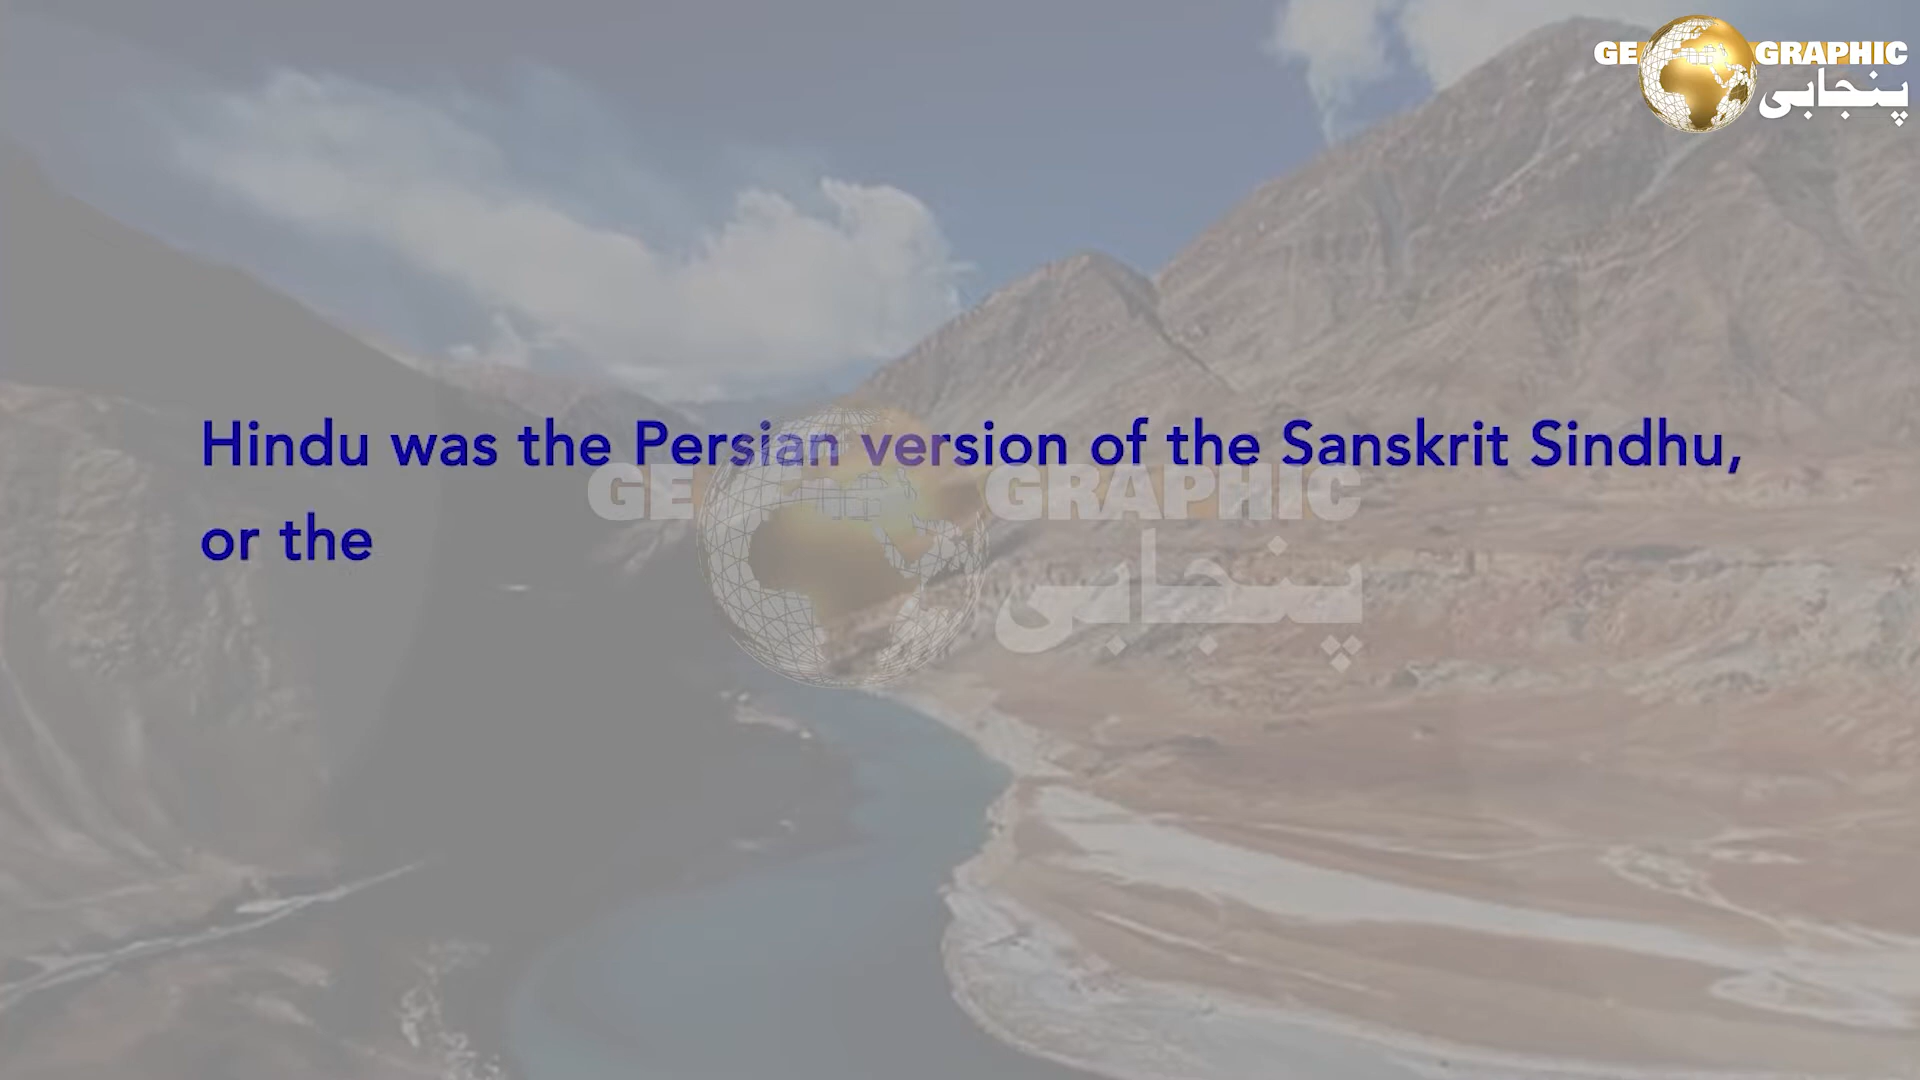 GEOGRAPHIC
پنجابی
Hindu was the Persian version of the Sanskrit Sindhu,
or the
GEOGRAPHIC
پنجابی